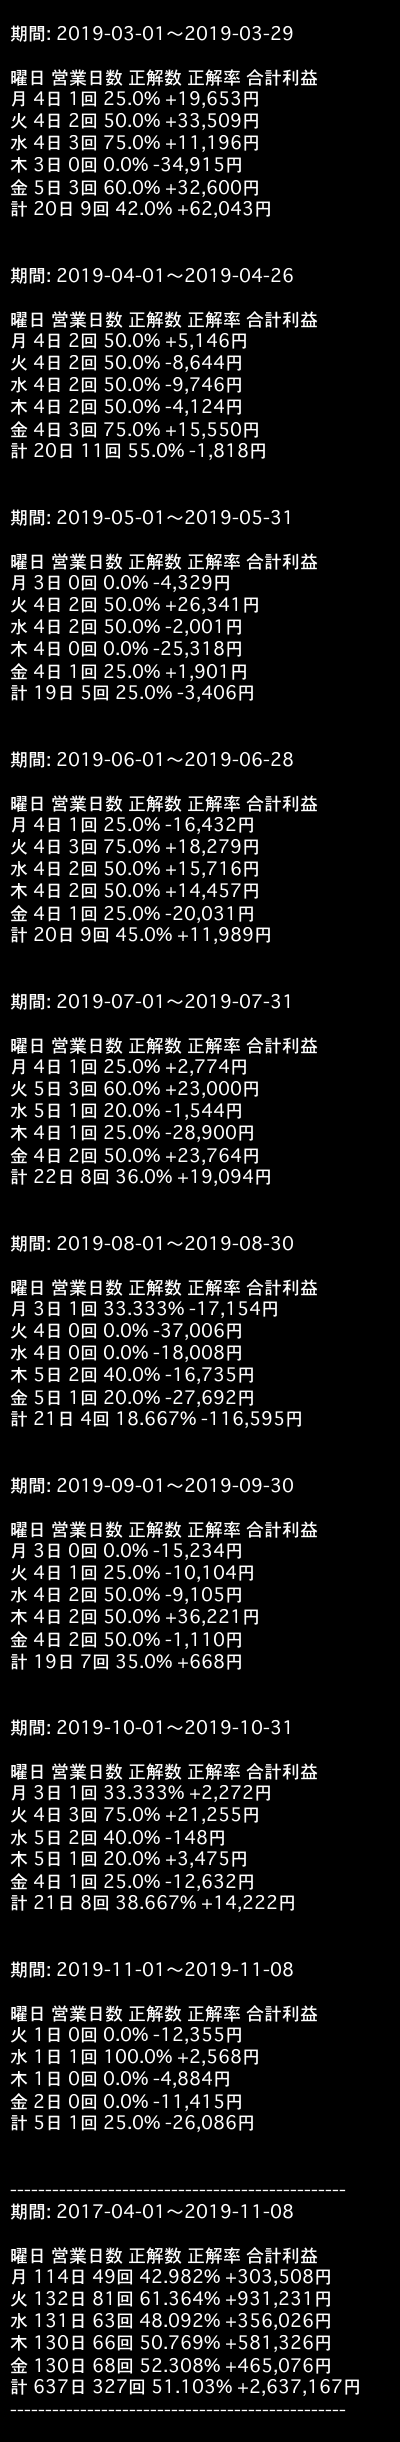 期間: 2019-03-01〜2019-03-29
曜日 営業日数 正解数 正解率 合計利益
月 4日 1回 25.0% +19,653円
火 4日 2回 50.0% +33,509円
水 4日 3回 75.0% +11,196円
木 3日 0回 0.0% -34,915円
金 5日 3回 60.0% +32,600円
計 20日 9回 42.0% +62,043円
期間: 2019-04-01〜2019-04-26
曜日 営業日数 正解数 正解率 合計利益
月 4日 2回 50.0% +5,146円
火 4日 2回 50.0% -8,644円
水 4日 2回 50.0% -9,746円
木 4日 2回 50.0% -4,124円
金 4日 3回 75.0% +15,550円
計 20日 11回 55.0% -1,818円
期間: 2019-05-01〜2019-05-31
曜日 営業日数 正解数 正解率 合計利益
月 3日 0回 0.0% -4,329円
火 4日 2回 50.0% +26,341円
水 4日 2回 50.0% -2,001円
木 4日 0回 0.0% -25,318円
金 4日 1回 25.0% +1,901円
計 19日 5回 25.0% -3,406円
期間: 2019-06-01〜2019-06-28
曜日 営業日数 正解数 正解率 合計利益
月 4日 1回 25.0% -16,432円
火 4日 3回 75.0% +18,279円
水 4日 2回 50.0% +15,716円
木 4日 2回 50.0% +14,457円
金 4日 1回 25.0% -20,031円
計 20日 9回 45.0% +11,989円
期間: 2019-07-01〜2019-07-31
曜日 営業日数 正解数 正解率 合計利益
月 4日 1回 25.0% +2,774円
火 5日 3回 60.0% +23,000円
水 5日 1回 20.0% -1,544円
木 4日 1回 25.0% -28,900円
金 4日 2回 50.0% +23,764円
計 22日 8回 36.0% +19,094円
期間: 2019-08-01〜2019-08-30
曜日 営業日数 正解数 正解率 合計利益
月 3日 1回 33.333% -17,154円
火 4日 0回 0.0% -37,006円
水 4日 0回 0.0% -18,008円
木 5日 2回 40.0% -16,735円
金 5日 1回 20.0% -27,692円
計 21日 4回 18.667% -116,595円
期間: 2019-09-01〜2019-09-30
曜日 営業日数 正解数 正解率 合計利益
月 3日 0回 0.0% -15,234円
火 4日 1回 25.0% -10,104円
水 4日 2回 50.0% -9,105円
木 4日 2回 50.0% +36,221円
金 4日 2回 50.0% -1,110円
計 19日 7回 35.0% +668円
期間: 2019-10-01〜2019-10-31
曜日 営業日数 正解数 正解率 合計利益
月 3日 1回 33.333% +2,272円
火 4日 3回 75.0% +21,255円
水 5日 2回 40.0% -148円
木 5日 1回 20.0% +3,475円
金 4日 1回 25.0% -12,632円
計 21日 8回 38.667% +14,222円
期間: 2019-11-01〜2019-11-08
曜日 営業日数 正解数 正解率 合計利益
火 1日 0回 0.0% -12,355円
水 1日 1回 100.0% +2,568円
木 1日 0回 0.0% -4,884円
金 2日 0回 0.0% -11,415円
計 5日 1回 25.0% -26,086円
------------------------------------------------
期間: 2017-04-01〜2019-11-08
曜日 営業日数 正解数 正解率 合計利益
月 114日 49回 42.982% +303,508円
火 132日 81回 61.364% +931,231円
水 131日 63回 48.092% +356,026円
木 130日 66回 50.769% +581,326円
金 130日 68回 52.308% +465,076円
計 637日 327回 51.103% +2,637,167円
------------------------------------------------